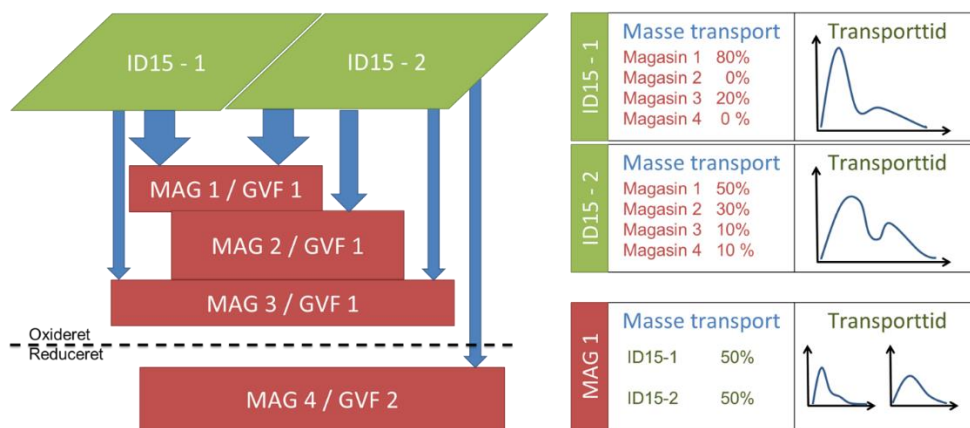 ID15 - 1
ID15 - 2
MAG 1 / GVF 1
MAG 2 / GVF 1
MAG 3 / GVF 1
Oxideret
Reduceret
MAG 4 / GVF 2
ID15 - 1
Masse transport
Magasin 1 80%
Magasin 2 0%
Magasin 3 20%
Magasin 4 0 %
Transporttid
ID15 - 2
Masse transport
Magasin 1 50%
Magasin 2 30%
Magasin 3 10%
Magasin 4 10 %
Transporttid
MAG 1
Masse transport
ID15-1 50%
ID15-2 50%
Transporttid